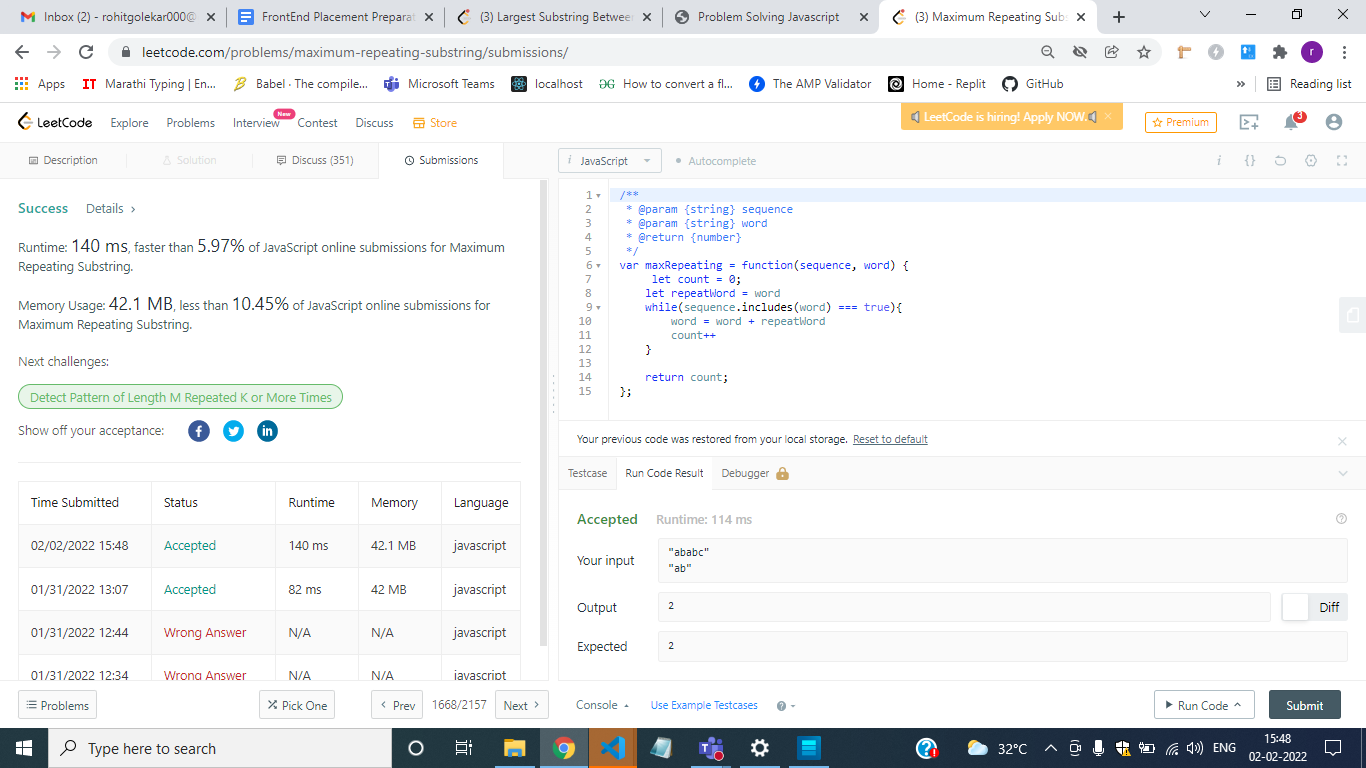 Inbox (2) - rohitgolekar000@
FrontEnd Placement Preparat
(3) Largest Substring Betwee
Problem Solving Javascript
(3) Maximum Repeating Sub
leetcode.com/problems/maximum-repeating-substring/submissions/
r
Apps
IT Marathi Typing | En...
Babel · The compile...
Microsoft Teams
localhost
How to convert a fl...
The AMP Validator
Home - Replit
GitHub
»
Reading list
LeetCode
Explore
Problems
Interview
New
Contest
Discuss
Store
LeetCode is hiring! Apply NOW.
Premium
3
Description
Solution
Discuss (351)
Submissions
i JavaScript
Autocomplete
i {}
Success Details >
Runtime: 140 ms, faster than 5.97% of JavaScript online submissions for Maximum
Repeating Substring.
Memory Usage: 42.1 MB, less than 10.45% of JavaScript online submissions for
Maximum Repeating Substring.
Next challenges:
Detect Pattern of Length M Repeated K or More Times
Show off your acceptance:
Time Submitted Status Runtime Memory Language
02/02/2022 15:48 Accepted 140 ms 42.1 MB javascript
01/31/2022 13:07 Accepted 82 ms 42 MB javascript
01/31/2022 12:44 Wrong Answer N/A N/A javascript
01/31/2022 12:34 Wrong Answer N/A N/A javascript
1 /**
2 * @param {string} sequence
3 * @param {string} word
4 * @return {number}
5 */
6 var maxRepeating = function(sequence, word) {
7 let count = 0;
8 let repeatWord = word
9 while(sequence.includes(word) === true){
10 word = word + repeatWord
11 count++
12 }
13
14 return count;
15 };
Your previous code was restored from your local storage. Reset to default
Testcase Run Code Result Debugger
Accepted Runtime: 114 ms
Your input
"ababc"
"ab"
Output 2 Diff
Expected 2
Problems
Pick One
Prev
1668/2157
Next
Console
Use Example Testcases
Run Code
Submit
Type here to search
32°C
ENG
15:48
02-02-2022